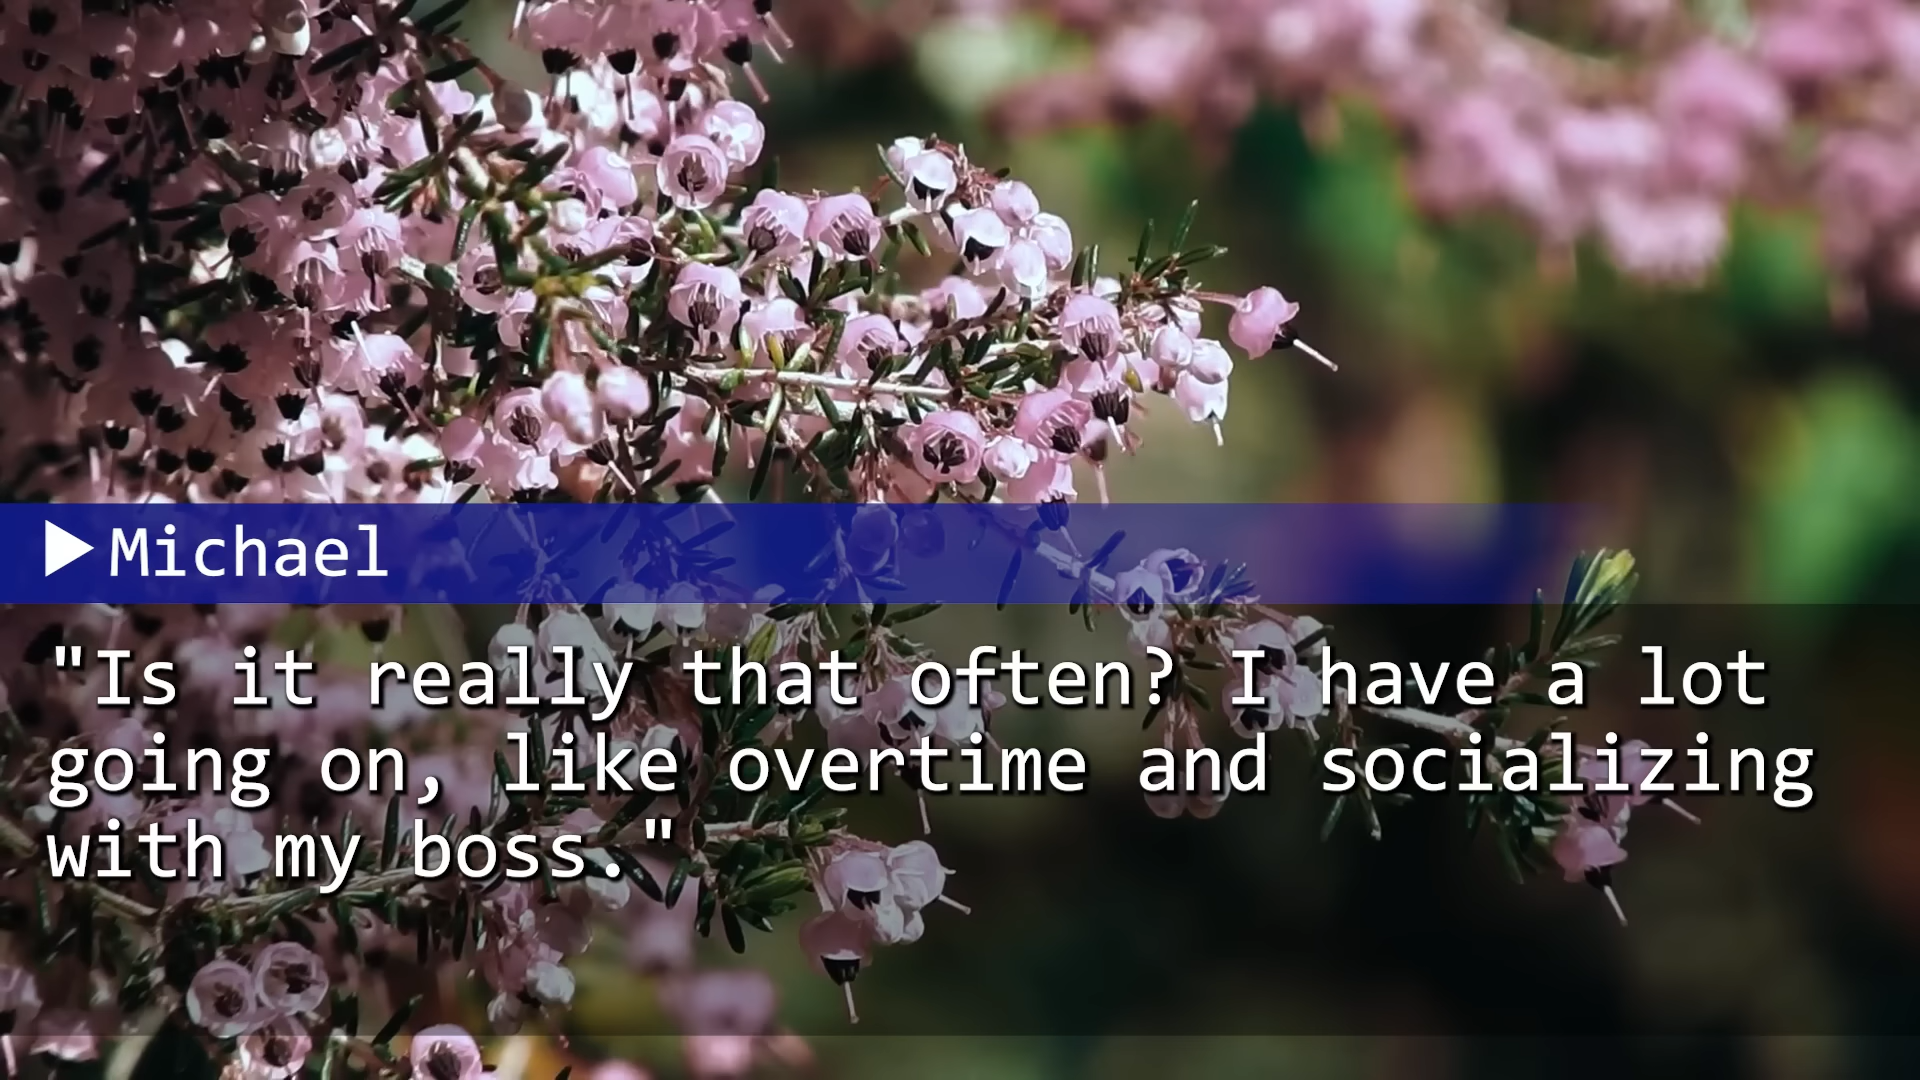 Michael
"Is it really that often? I have a lot
going on, like overtime and socializing
with my boss."